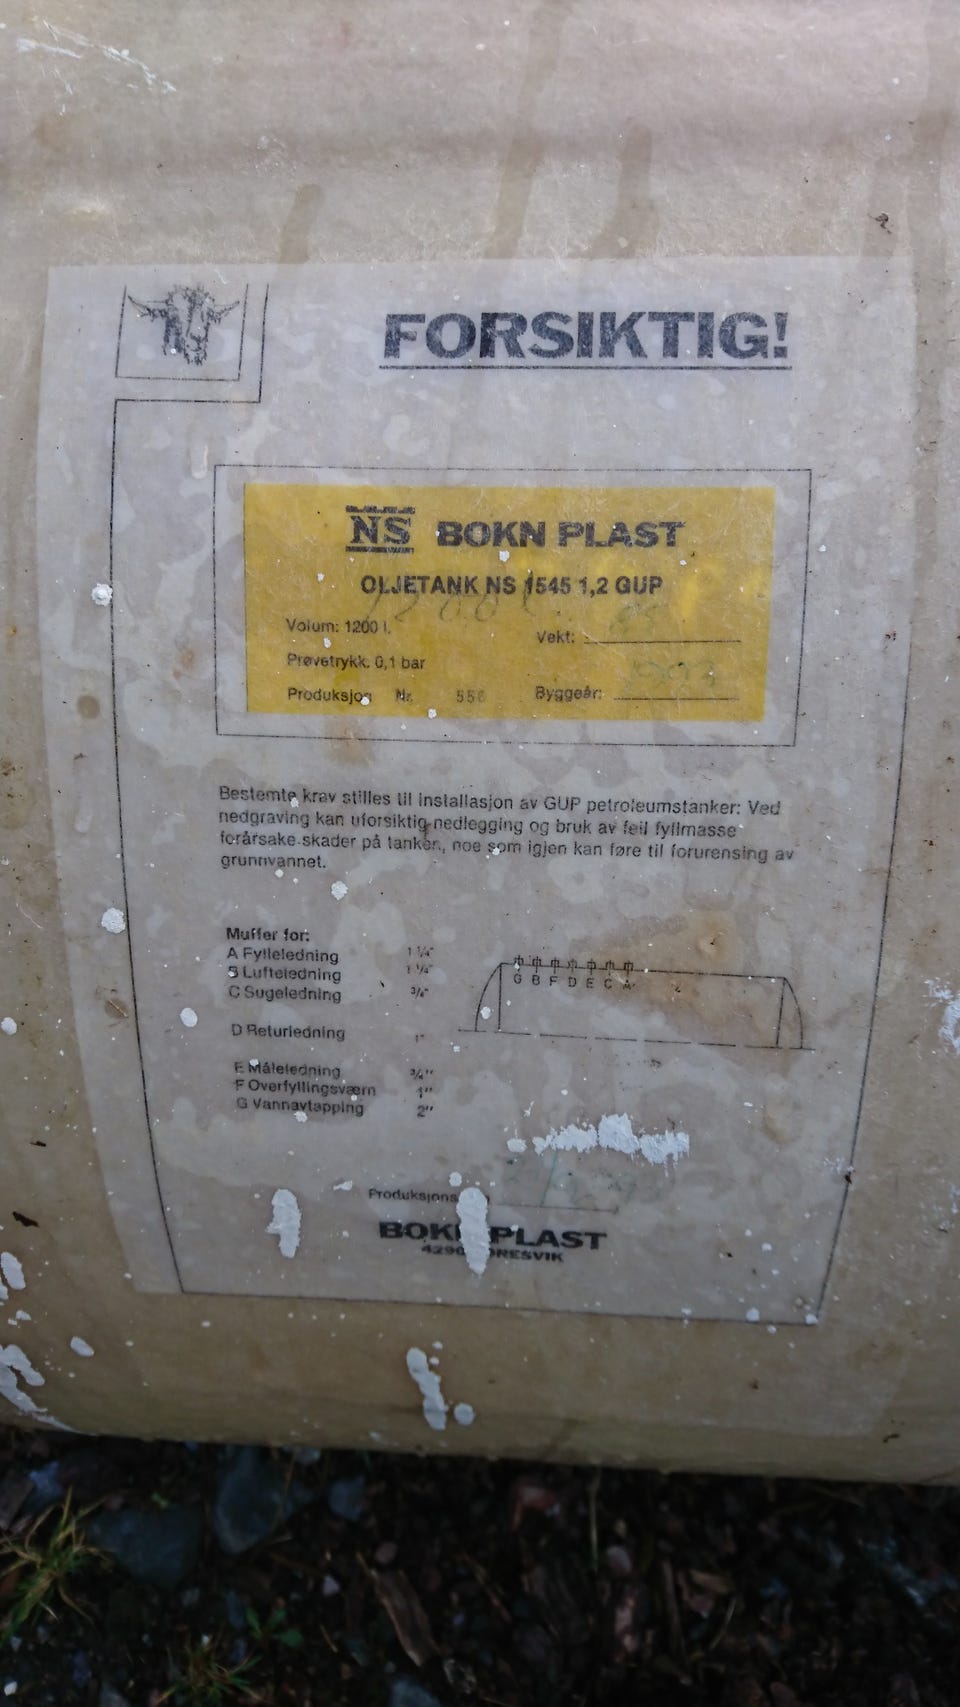 FORSIKTIG!
NS BOKN PLAST
OLJETANK NS 1545 1,2 GUP
1200 l.
Volum: 1200 l.
Vekt:
Prøvetrykk. 0,1 bar
Produksjon Nr. 556
Byggeår: 1993
Bestemte krav stilles til installasjon av GUP petroleumstanker: Ved
nedgraving kan uforsiktig nedlegging og bruk av feil fyllmasse
forårsake skader på tanken, noe som igjen kan føre til forurensing av
grunnvannet.
Muffer for:
A Fylleledning 1 1/4"
B Lufteledning 1 1/4"
C Sugeledning 3/4"
D Returledning 1"
E Måleledning 3/4"
F Overfyllingsværn 1"
G Vannavtapping 2"
G B F D E C A
Produksjons
BOKN PLAST